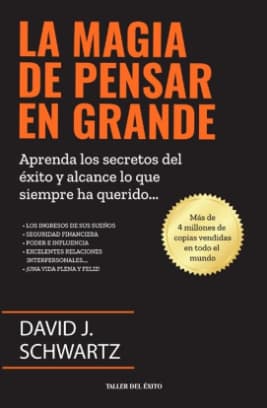 LA MAGIA
DE PENSAR
EN GRANDE
Aprenda los secretos del
éxito y alcance lo que
siempre ha querido...
• LOS INGRESOS DE SUS SUEÑOS
• SEGURIDAD FINANCIERA
• PODER E INFLUENCIA
• EXCELENTES RELACIONES
INTERPERSONALES....
• ¡UNA VIDA PLENA Y FELIZ!
Más de
4 millones de
copias vendidas
en todo el
mundo
DAVID J.
SCHWARTZ
TALLER DEL ÉXITO